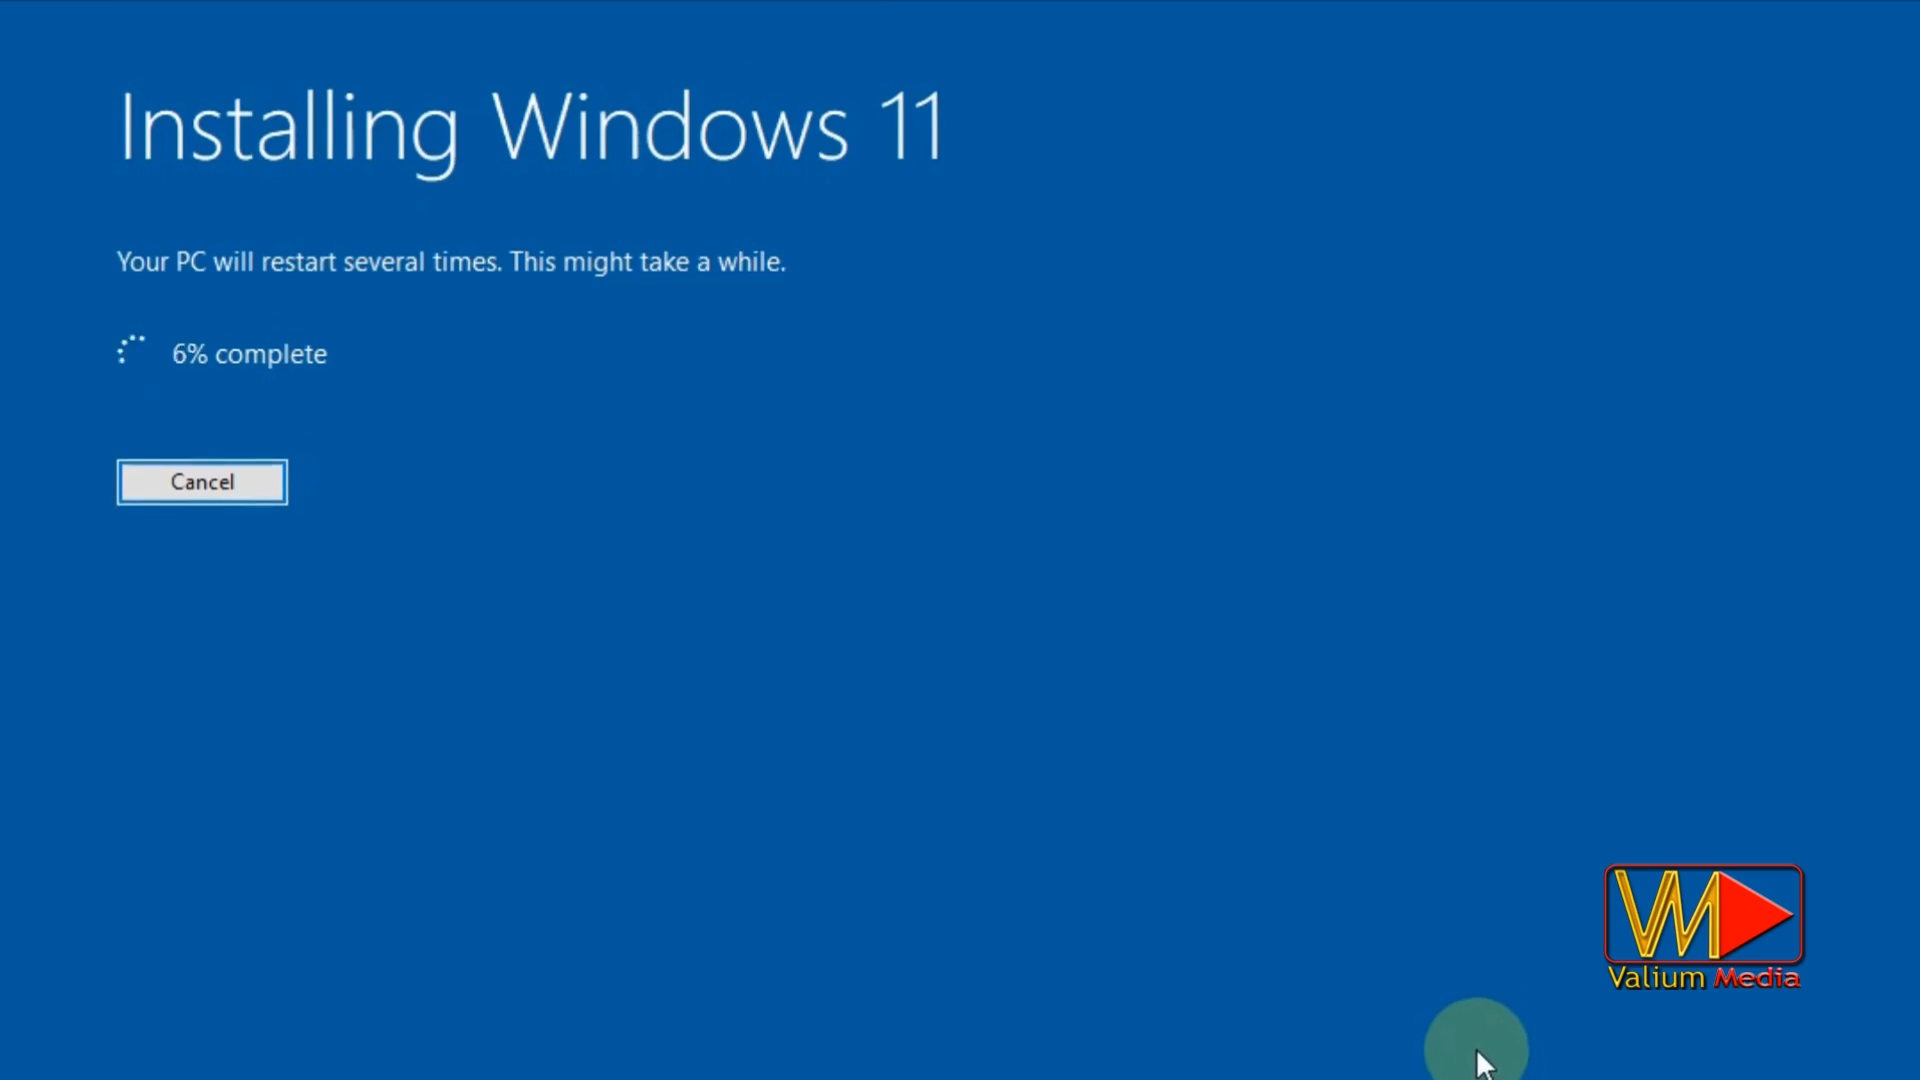 Installing Windows 11
Your PC will restart several times. This might take a while.
6% complete
Cancel
VM
Valium Media